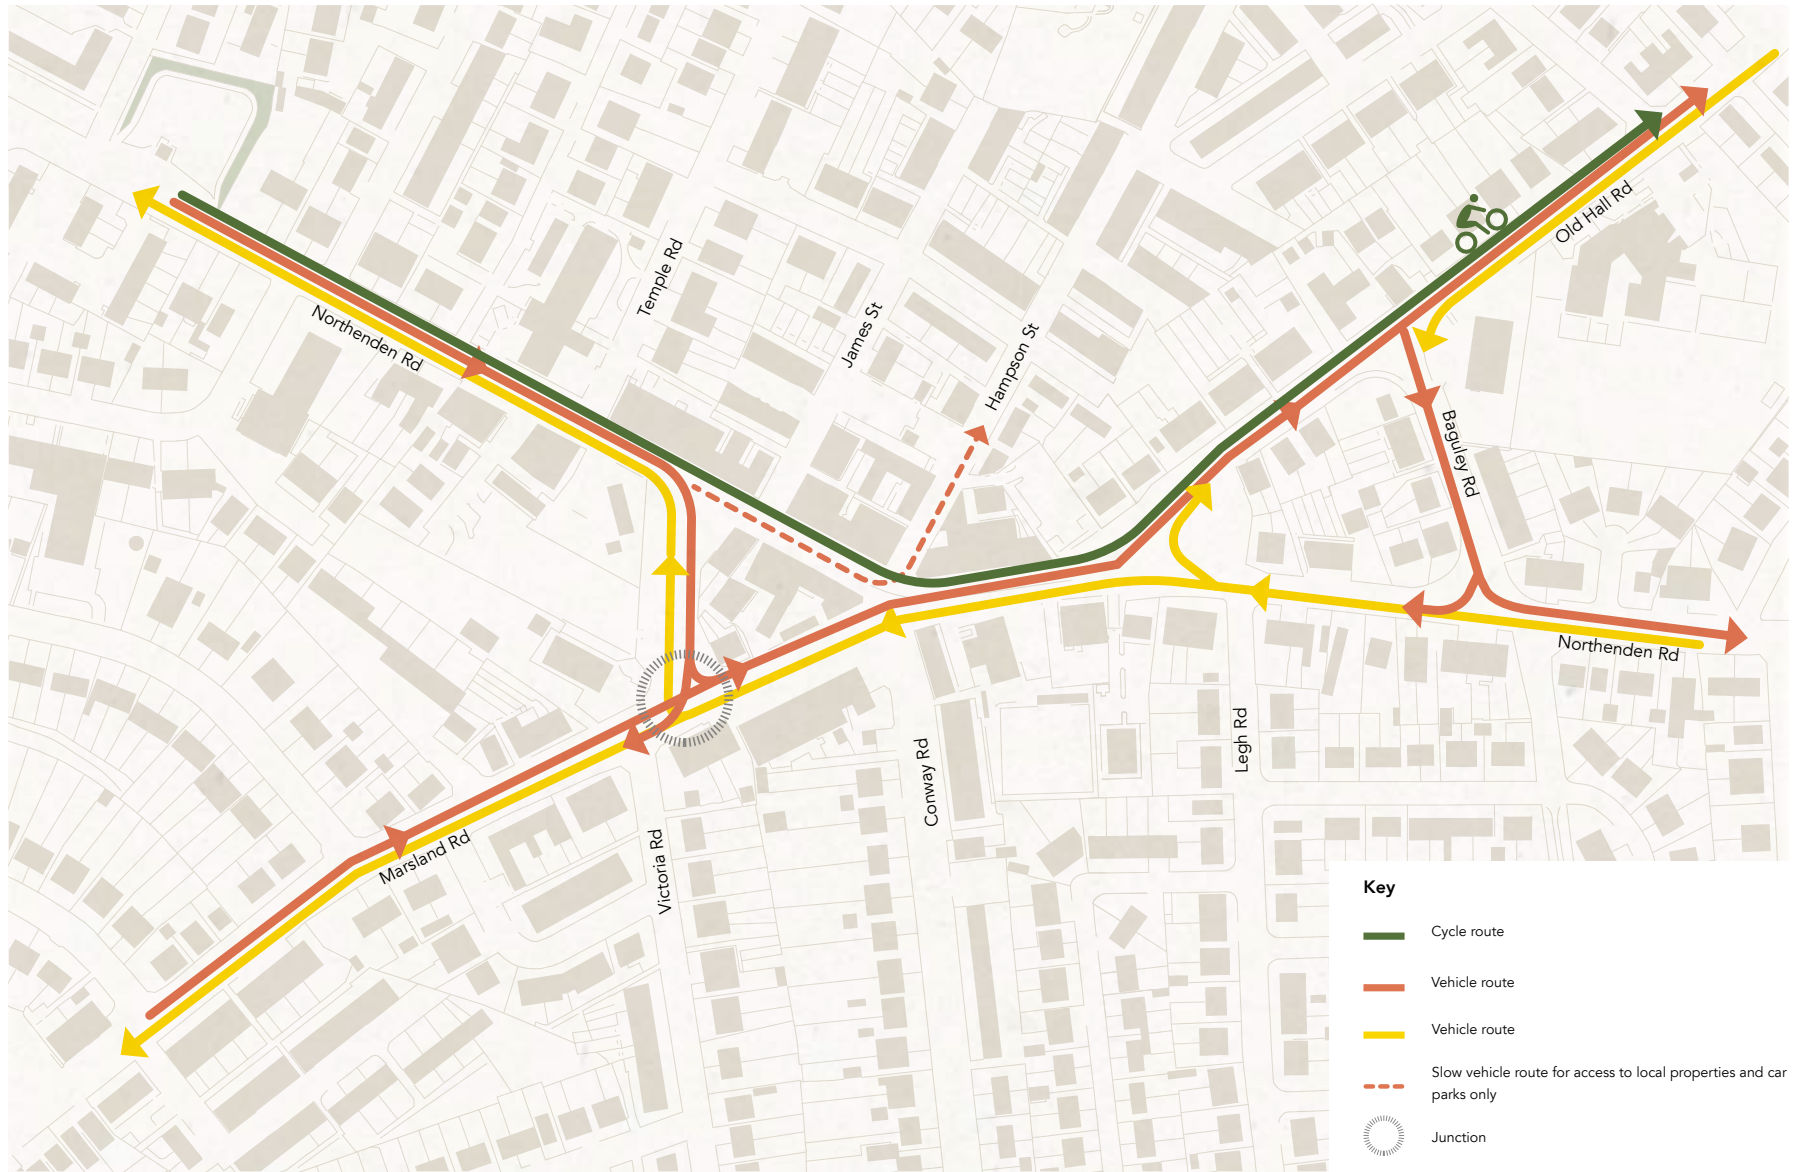 Old Hall Rd
Temple Rd
Northenden Rd
James St
Hampson St
Baguley Rd
Northenden Rd
Legh Rd
Conway Rd
Marsland Rd
Victoria Rd
Key
Cycle route
Vehicle route
Vehicle route
Slow vehicle route for access to local properties and car
parks only
Junction